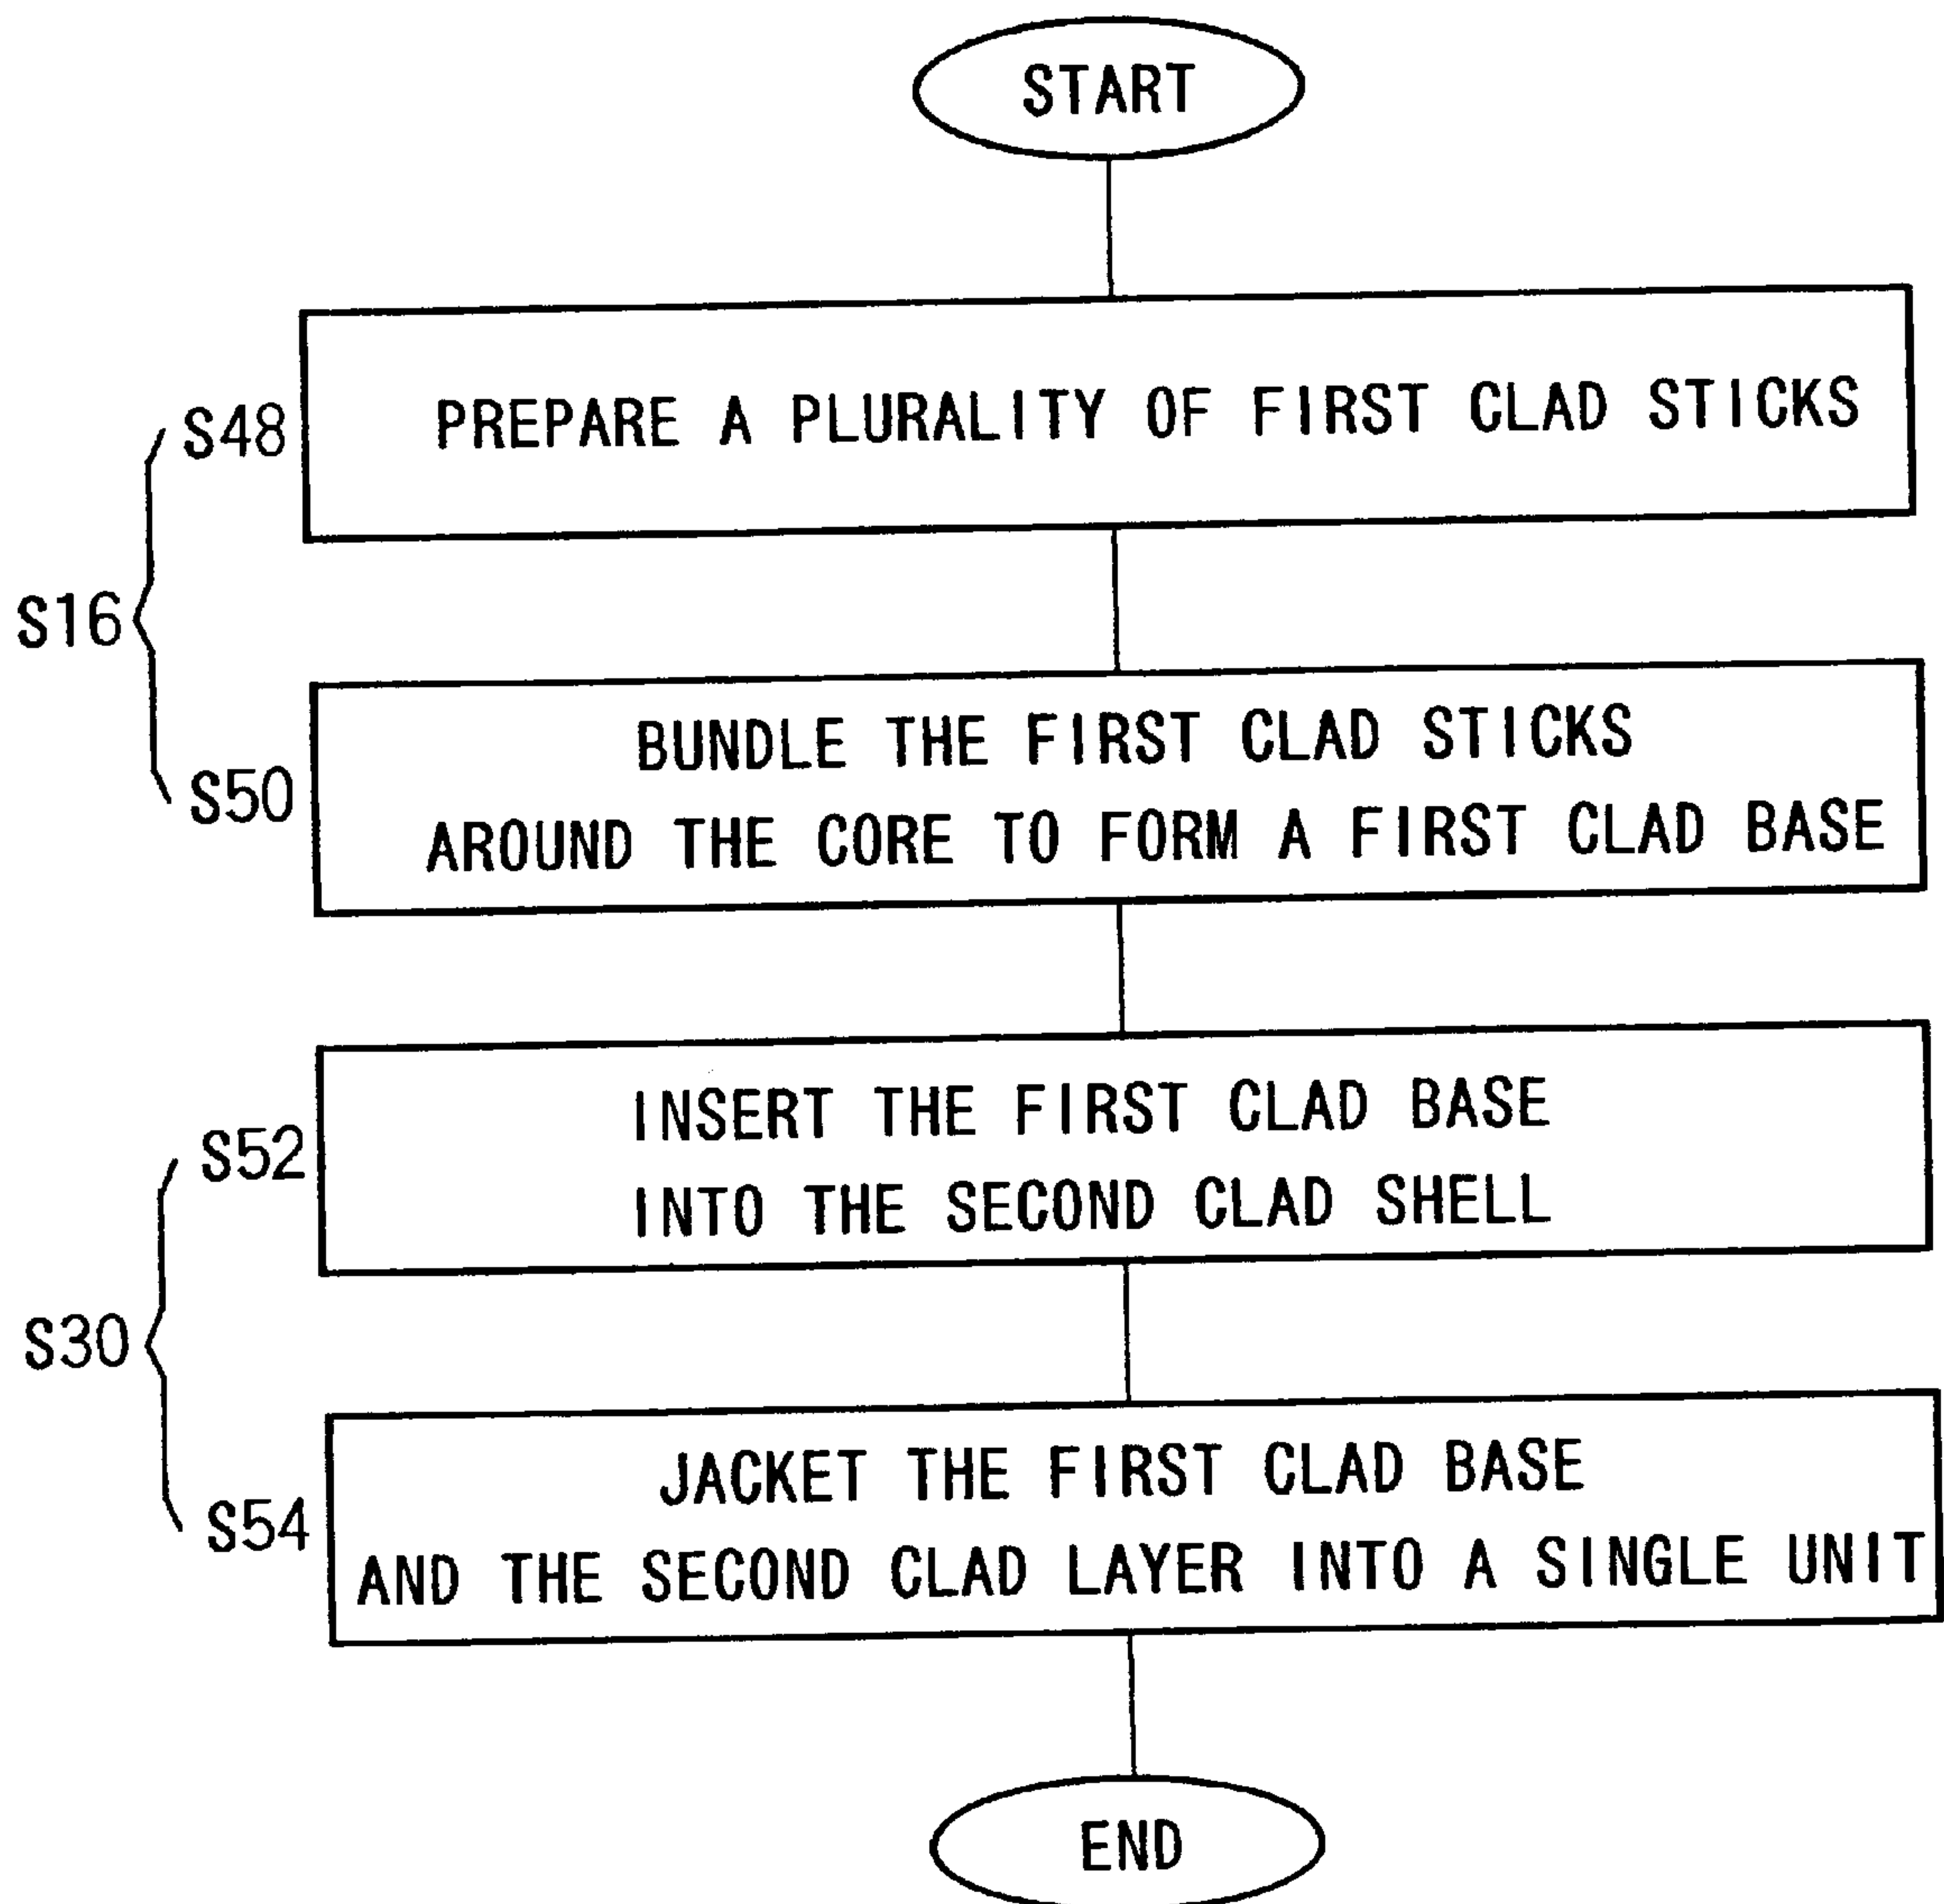 START
S48
PREPARE A PLURALITY OF FIRST CLAD STICKS
S16
S50
BUNDLE THE FIRST CLAD STICKS
AROUND THE CORE TO FORM A FIRST CLAD BASE
S52
INSERT THE FIRST CLAD BASE
INTO THE SECOND CLAD SHELL
S30
S54
JACKET THE FIRST CLAD BASE
AND THE SECOND CLAD LAYER INTO A SINGLE UNIT
END